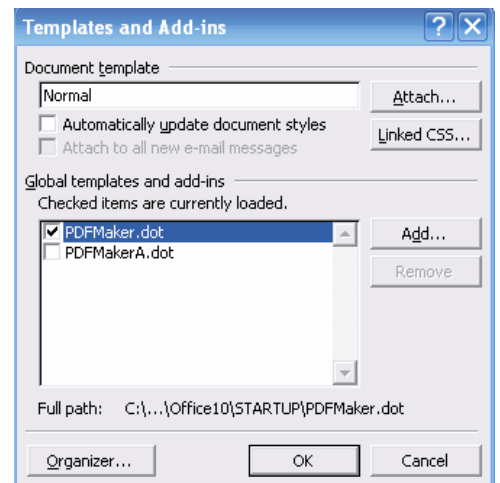 Templates and Add-ins
Document template
Normal
Attach...
Automatically update document styles
Linked CSS...
Attach to all new e-mail messages
Global templates and add-ins
Checked items are currently loaded.
PDFMaker.dot
Add...
PDFMakerA.dot
Remove
Full path: C:\...\Office10\STARTUP\PDFMaker.dot
Organizer...
OK
Cancel